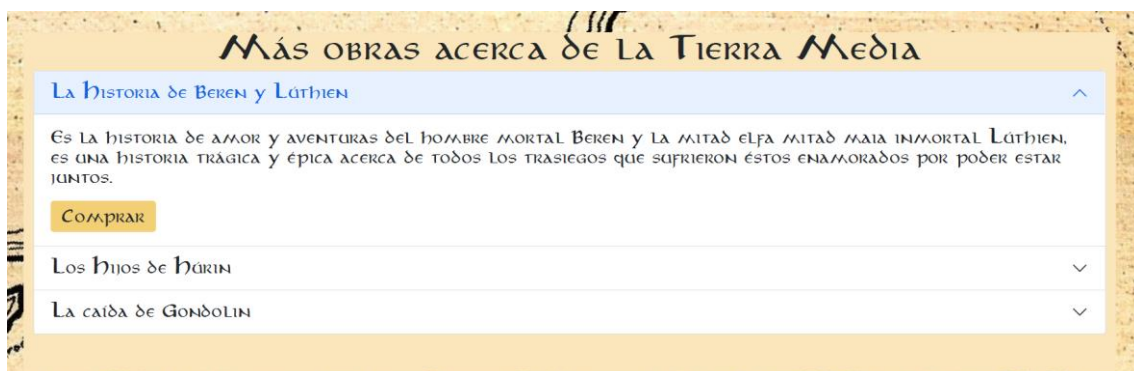 Más obras acerca de la Tierra Media
La historia de Beren y Lúthien
Es la historia de amor y aventuras del hombre mortal Beren y la mitad elfa mitad maia inmortal Lúthien,
es una historia trágica y épica acerca de todos los trasiegos que sufrieron éstos enamorados por poder estar
juntos.
Comprar
Los Hijos de Húrin
La caída de Gondolin